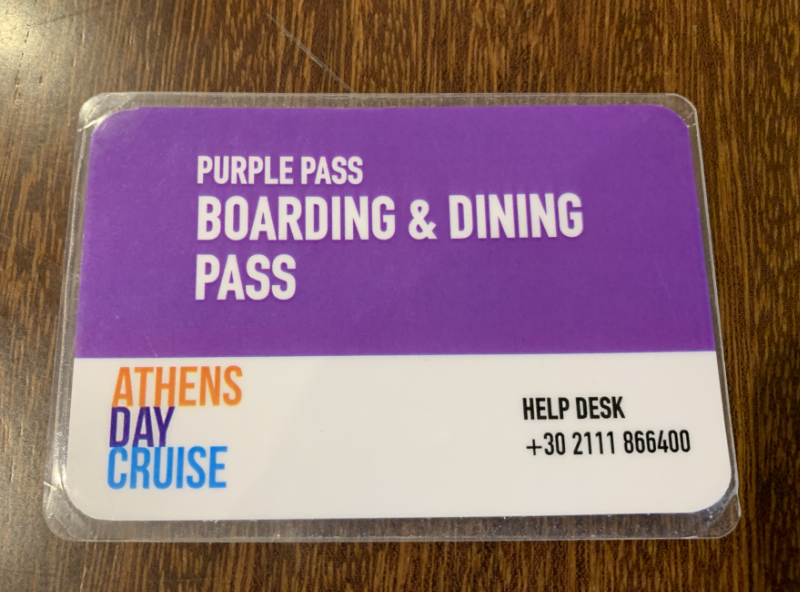 PURPLE PASS
BOARDING & DINING
PASS
ATHENS
DAY
CRUISE
HELP DESK
+30 2111 866400